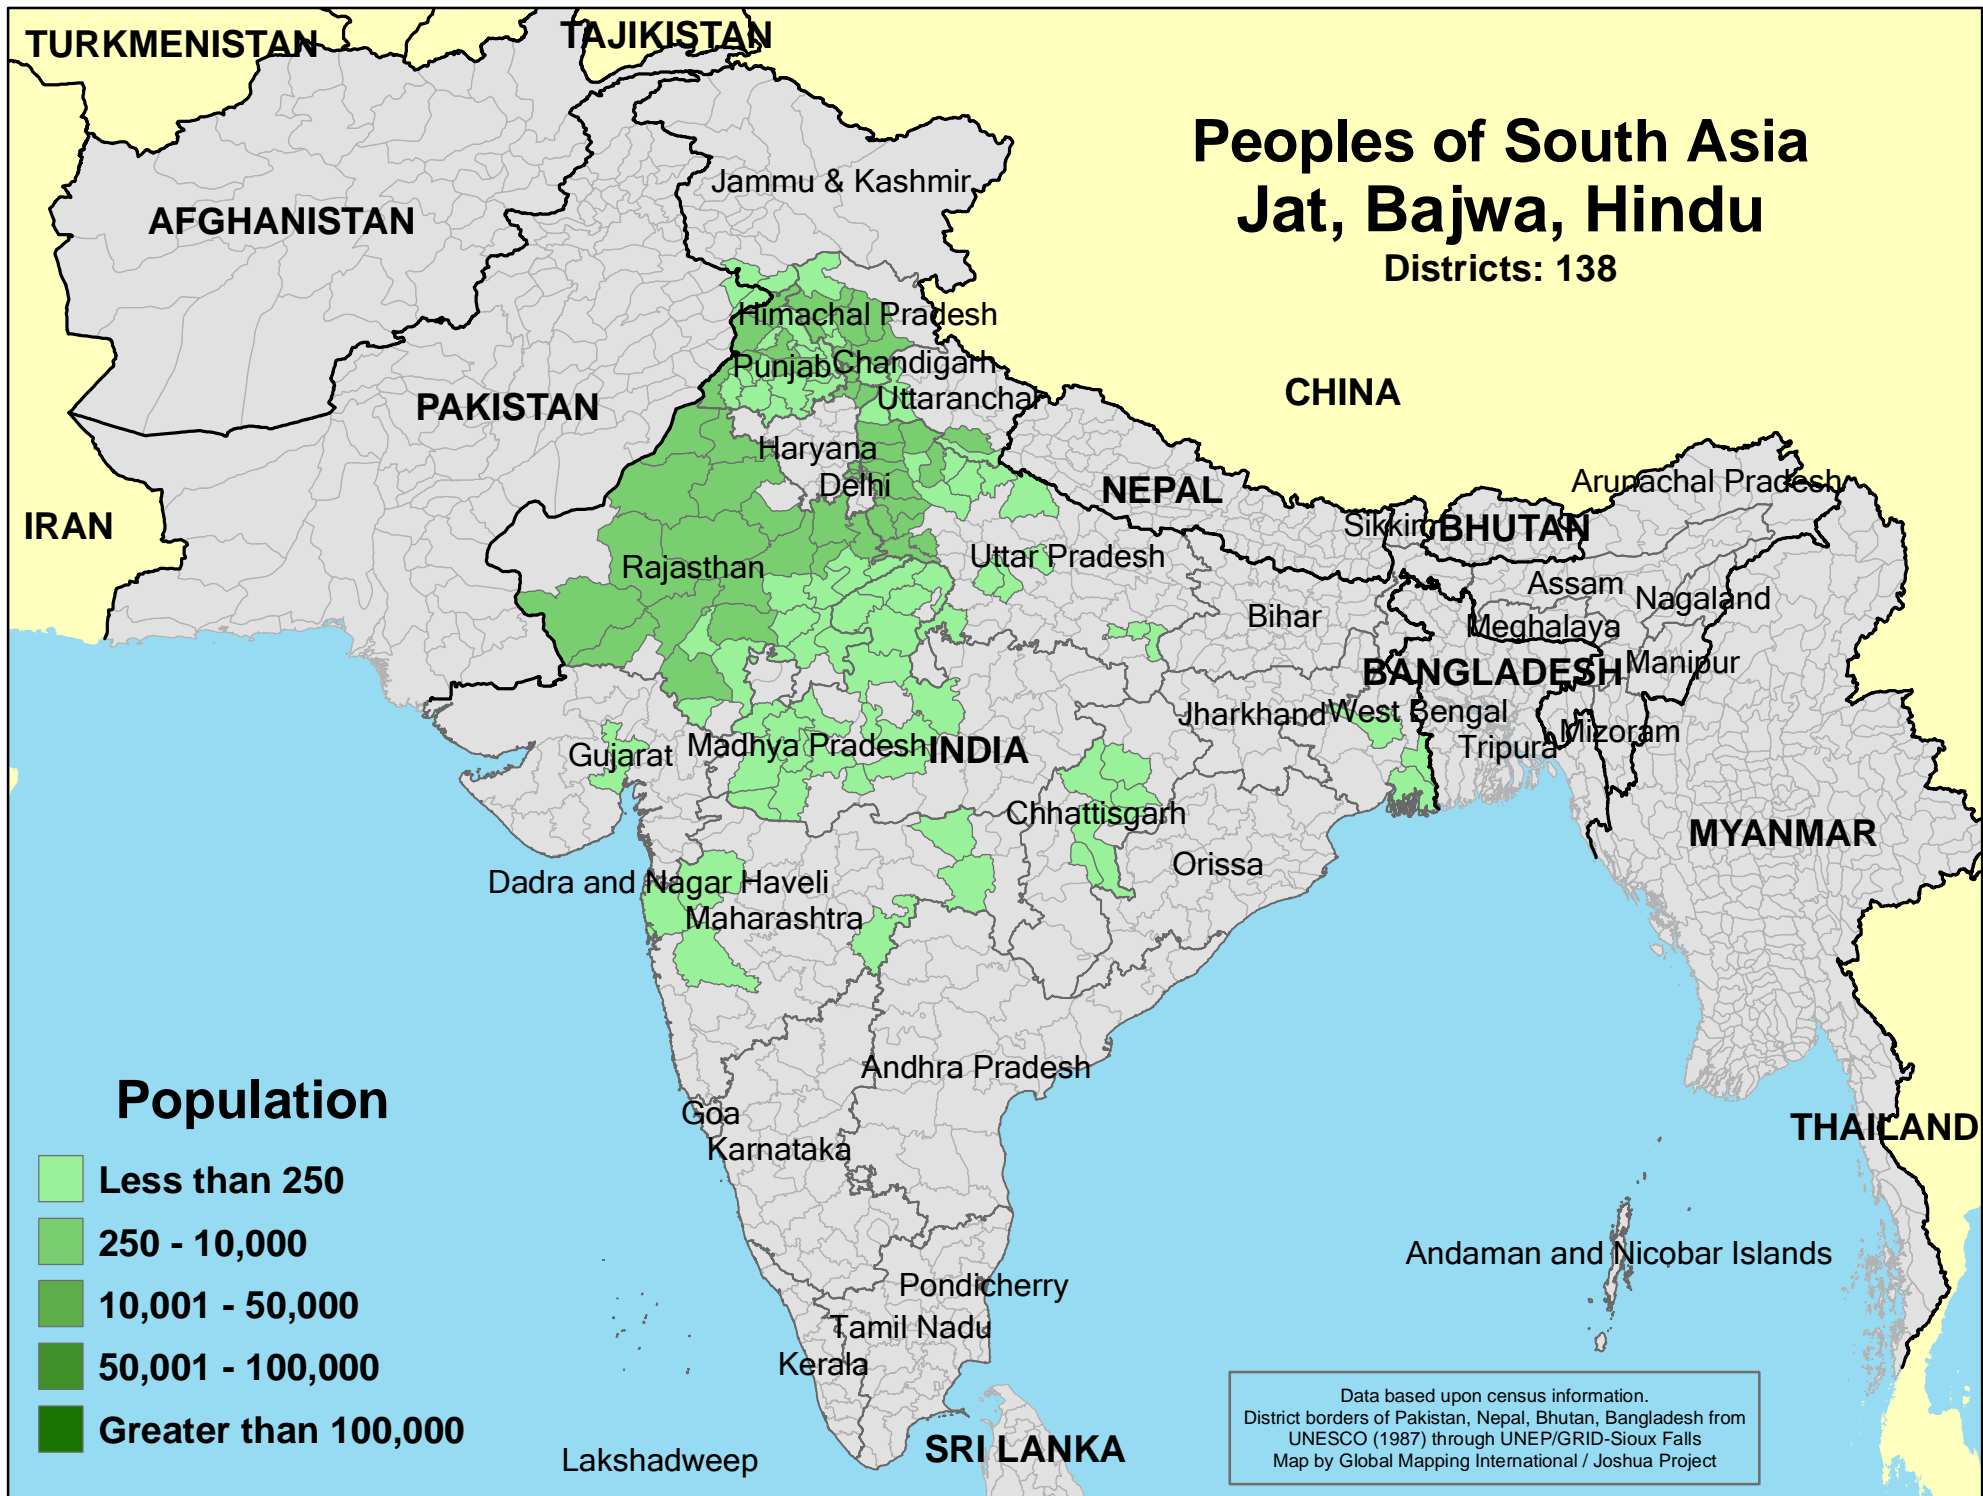 TURKMENISTAN
TAJIKISTAN
Peoples of South Asia
Jat, Bajwa, Hindu
Districts: 138
Jammu & Kashmir
AFGHANISTAN
Himachal Pradesh
Punjab
Chandigarh
CHINA
PAKISTAN
Uttaranchal
Haryana
Delhi
NEPAL
Arunachal Pradesh
IRAN
Sikkim
BHUTAN
Rajasthan
Uttar Pradesh
Assam
Nagaland
Bihar
Meghalaya
BANGLADESH
Manipur
Jharkhand
West Bengal
Gujarat
Madhya Pradesh
INDIA
Tripura
Mizoram
Chhattisgarh
MYANMAR
Orissa
Dadra and Nagar Haveli
Maharashtra
Andhra Pradesh
Population
Goa
THAILAND
Karnataka
Less than 250
250 - 10,000
Andaman and Nicobar Islands
Pondicherry
10,001 - 50,000
Tamil Nadu
50,001 - 100,000
Kerala
Greater than 100,000
Lakshadweep
SRI LANKA
Data based upon census information.
District borders of Pakistan, Nepal, Bhutan, Bangladesh from
UNESCO (1987) through UNEP/GRID-Sioux Falls
Map by Global Mapping International / Joshua Project